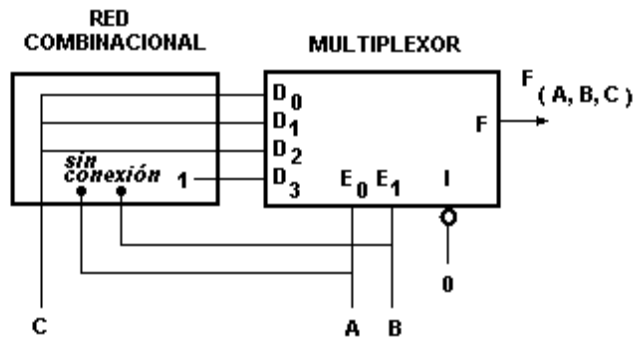 RED
COMBINACIONAL
MULTIPLEXOR
D0
D1
D2
sin
conexión
1
D3
E0 E1 I
F
F(A, B, C)
0
C
A
B